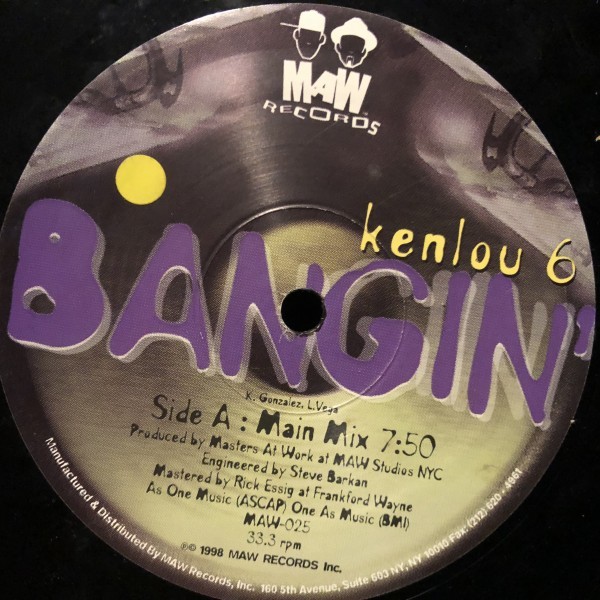 MAW
RECORDS
kenlou 6
BANGIN'
K. Gonzalez, L.Vega
Side A : Main Mix 7:50
Produced by Masters At Work at MAW Studios NYC
Engineered by Steve Barkan
Mastered by Rick Essig at Frankford Wayne
As One Music (ASCAP) One As Music (BMI)
MAW-025
33.3 rpm
℗© 1998 MAW RECORDS Inc.
Manufactured & Distributed By MAW Records, Inc. 160 5th Avenue, Suite 603 NY, NY 10010 Fax: (212) 620 - 4861